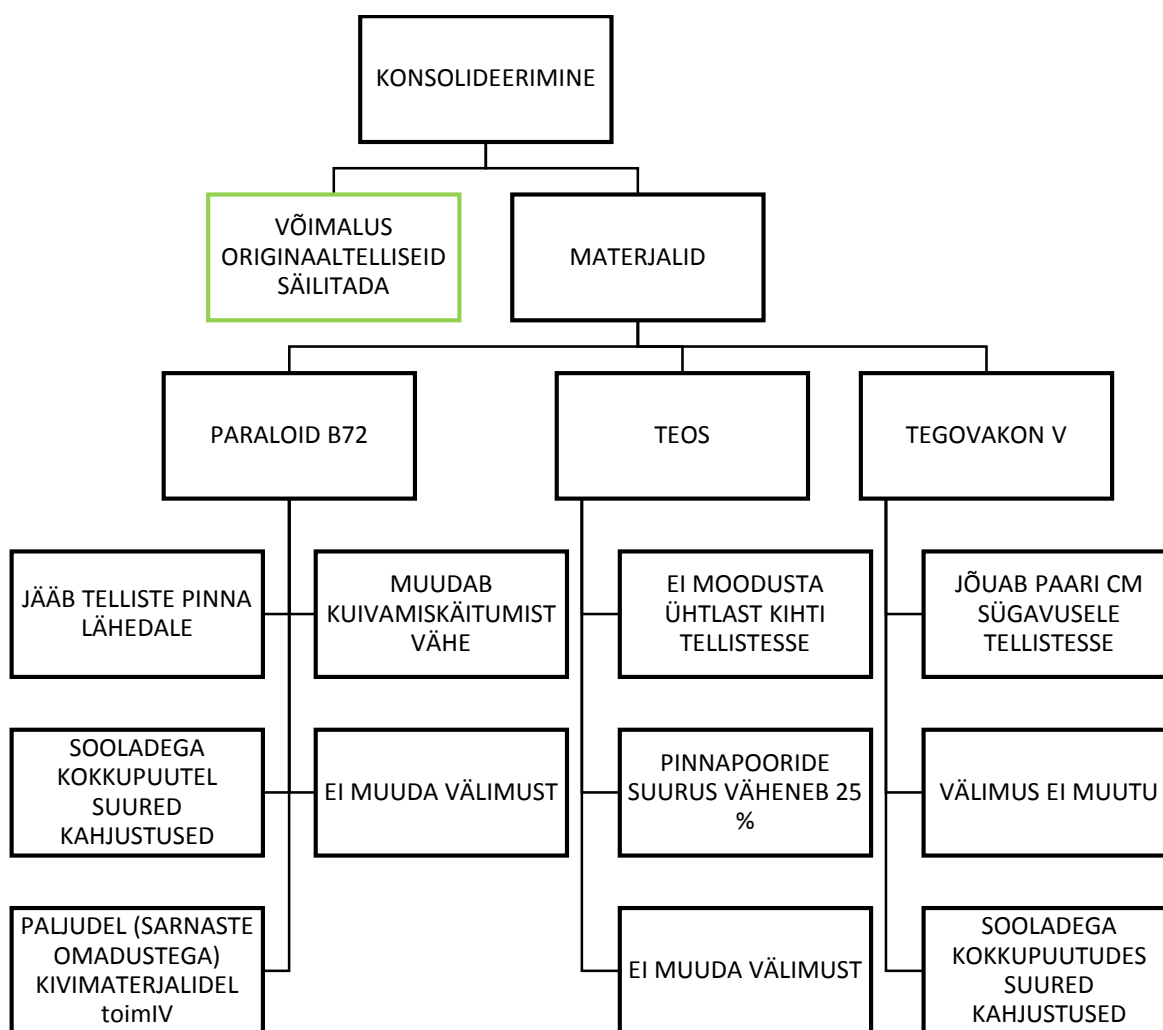 KONSOLIDEERIMINE
VÕIMALUS
ORIGINAALTELLISEID
SÄILITADA
MATERJALID
PARALOID B72
TEOS
TEGOVAKON V
JÄÄB TELLISTE PINNA
LÄHEDALE
MUUDAB
KUIVAMISKÄITUMIST
VÄHE
EI MOODUSTA
ÜHTLAST KIHTI
TELLISTESSE
JÕUAB PAARI CM
SÜGAVUSELE
TELLISTESSE
SOOLADEGA
KOKKUPUUTEL
SUURED
KAHJUSTUSED
EI MUUDA VÄLIMUST
PINNAPOORIDE
SUURUS VÄHENEB 25
%
VÄLIMUS EI MUUTU
PALJUDEL (SARNASTE
OMADUSTEGA)
KIVIMATERJALIDEL
toimIV
EI MUUDA VÄLIMUST
SOOLADEGA
KOKKUPUUTUDES
SUURED
KAHJUSTUSED